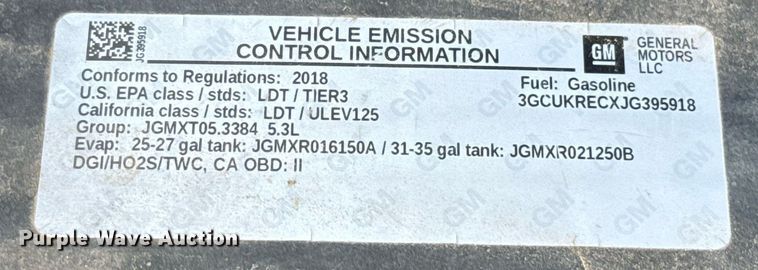 JG395918
VEHICLE EMISSION
CONTROL INFORMATION
GM
GENERAL
MOTORS
LLC
Conforms to Regulations: 2018
U.S. EPA class / stds: LDT / TIER3
California class / stds: LDT / ULEV125
Group: JGMXT05.3384 5.3L
Evap: 25-27 gal tank: JGMXR016150A / 31-35 gal tank: JGMXR021250B
DGI/HO2S/TWC, CA OBD: II
Fuel: Gasoline
3GCUKRECXJG395918
Purple Wave Auction